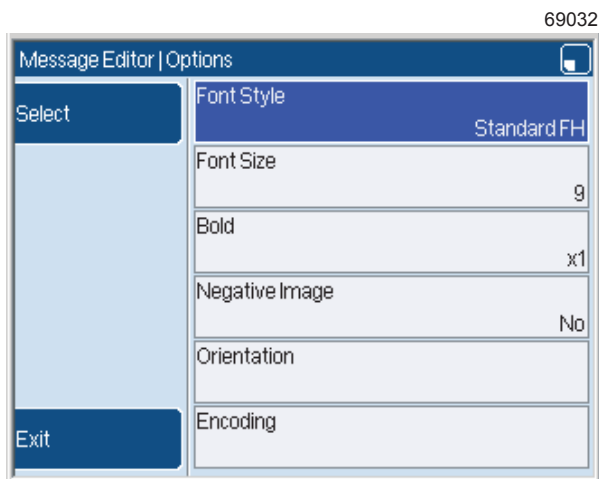 69032
Message Editor | Options
Select
Font Style
Standard FH
Font Size
9
Bold
x1
Negative Image
No
Orientation
Encoding
Exit